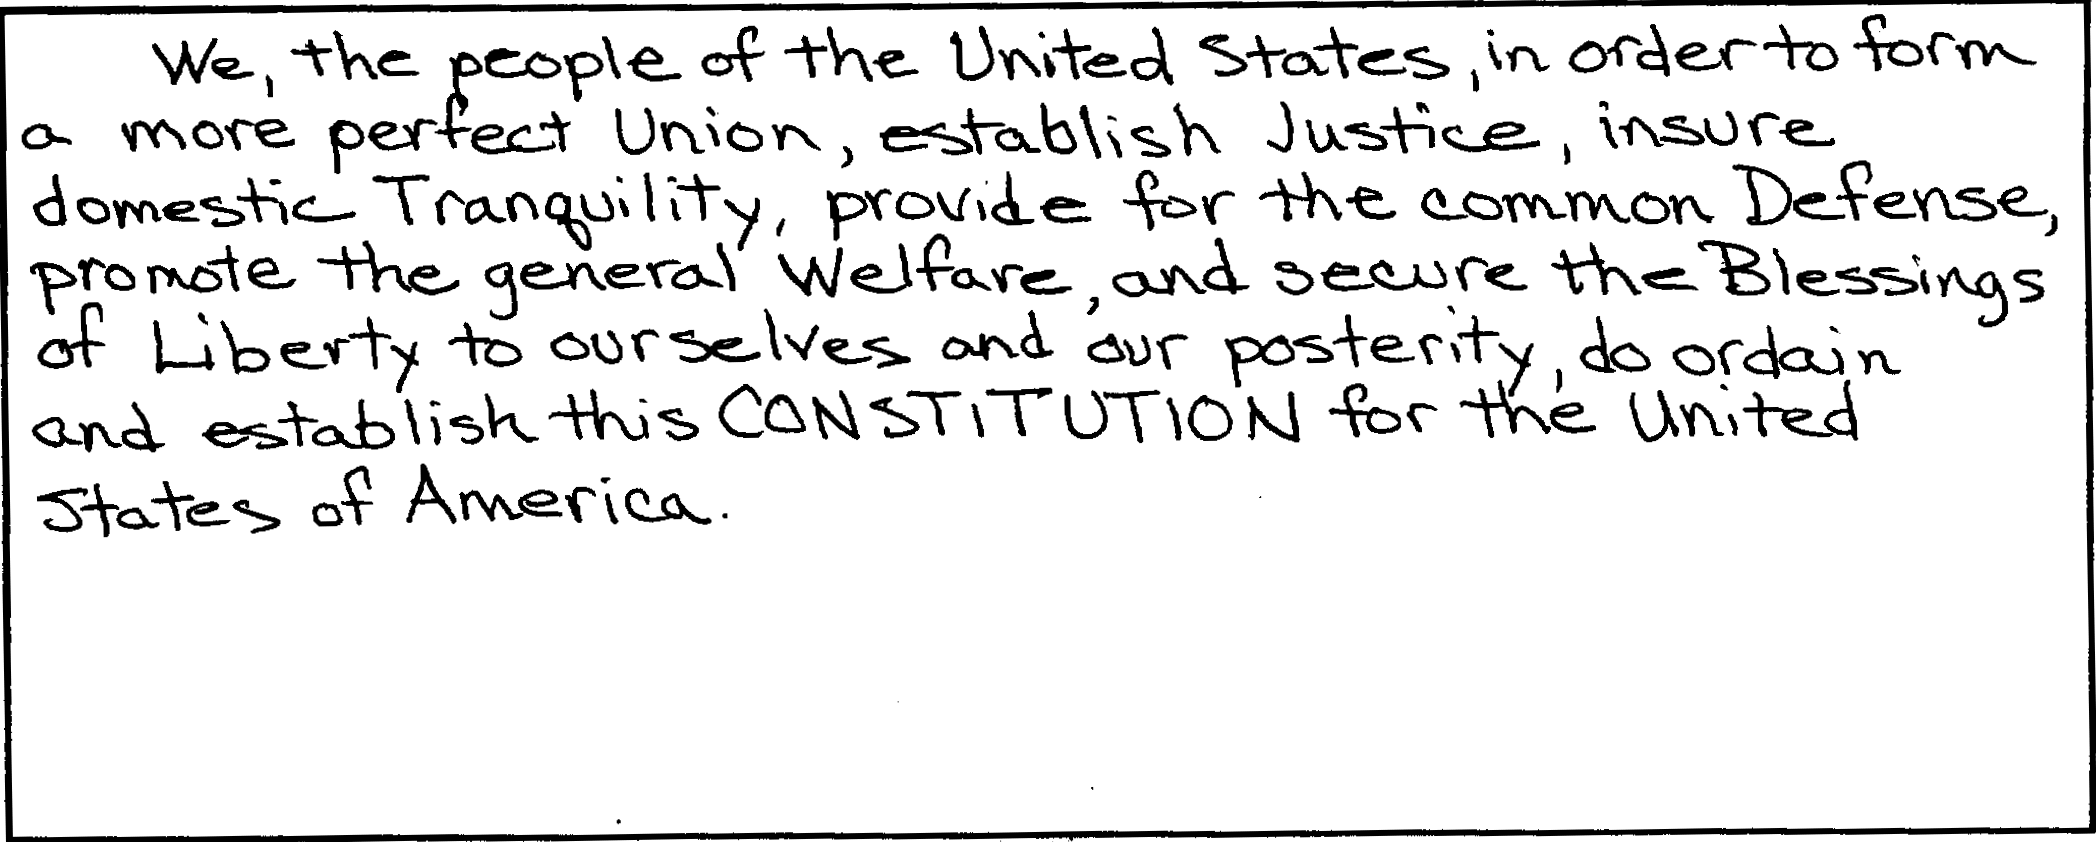 We, the people of the United States, in order to form
a more perfect Union, establish Justice, insure
domestic Tranquility, provide for the common Defense,
promote the general Welfare, and secure the Blessings
of Liberty to ourselves and our posterity, do ordain
and establish this CONSTITUTION for the United
States of America.